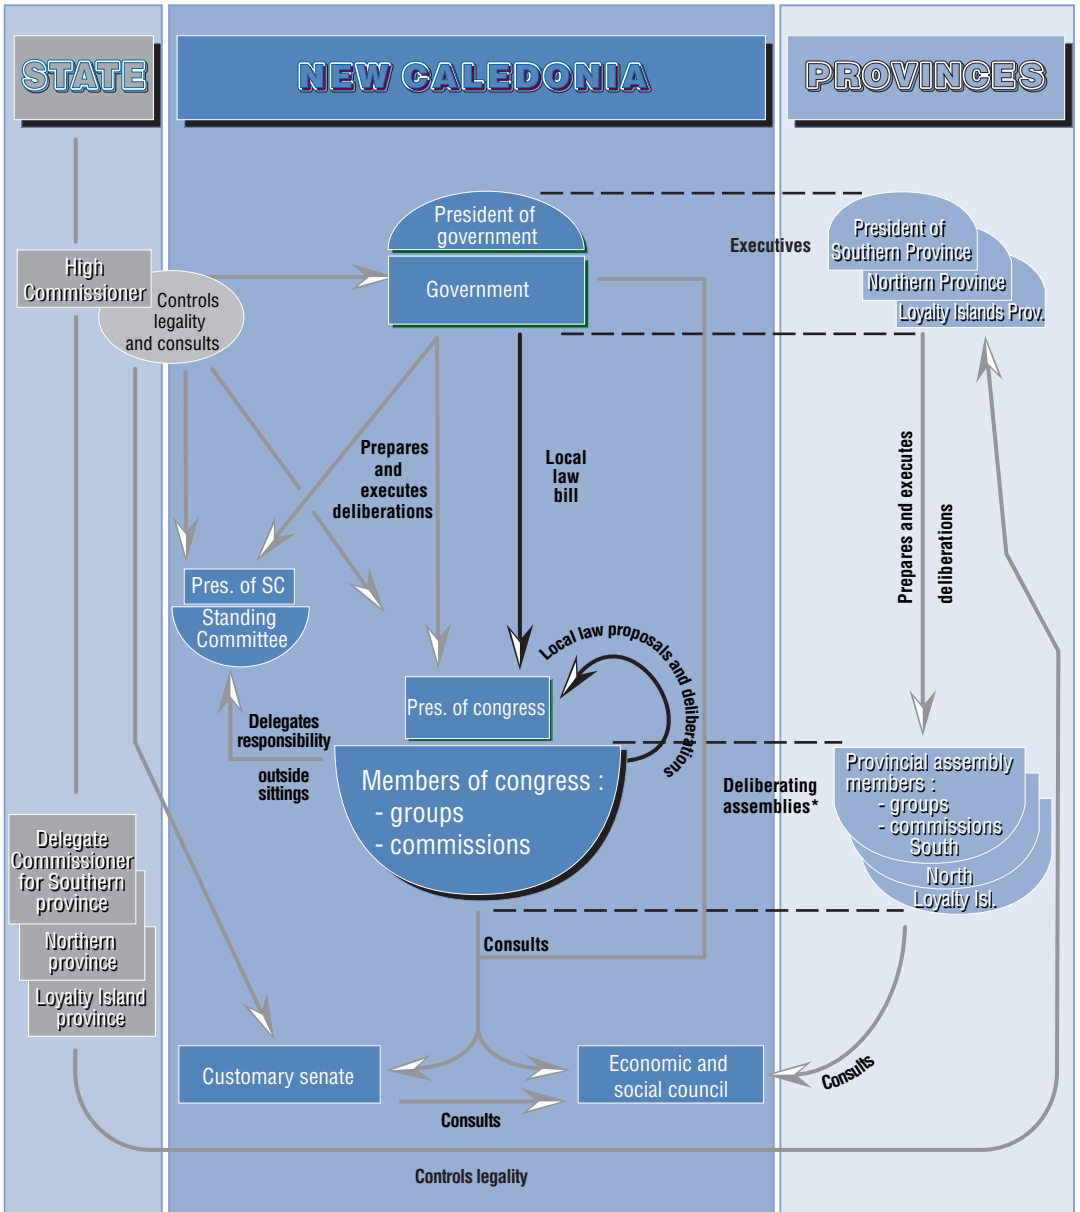 STATE
NEW CALEDONIA
PROVINCES
President of
government
Government
Executives
President of
Southern Province
Northern Province
Loyalty Islands Prov.
High
Commissioner
Controls
legality
and consults
Prepares
and
executes
deliberations
Local
law
bill
Prepares and executes
deliberations
Pres. of SC
Standing
Committee
Local law proposals and deliberations
Pres. of congress
Delegates
responsibility
outside
sittings
Members of congress :
- groups
- commissions
Deliberating
assemblies*
Provincial assembly
members :
- groups
- commissions
South
North
Loyalty Isl.
Delegate
Commissioner
for Southern
province
Northern
province
Loyalty Island
province
Consults
Customary senate
Economic and
social council
Consults
Consults
Controls legality